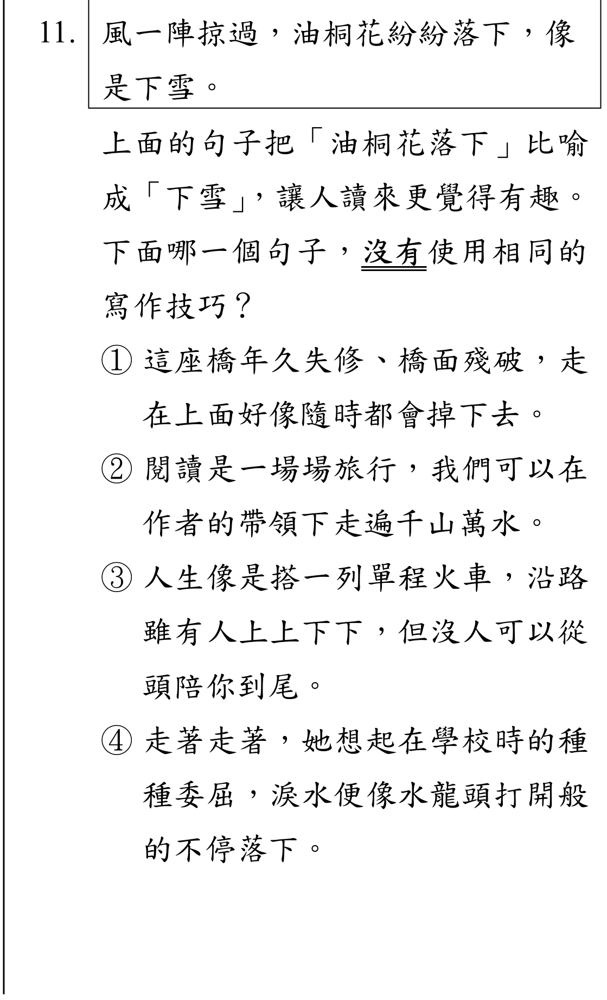 11. 風一陣掠過，油桐花紛紛落下，像
是下雪。
上面的句子把「油桐花落下」比喻
成「下雪」，讓人讀來更覺得有趣。
下面哪一個句子，沒有使用相同的
寫作技巧？
① 這座橋年久失修、橋面殘破，走
在上面好像隨時都會掉下去。
② 閱讀是一場場旅行，我們可以在
作者的帶領下走遍千山萬水。
③ 人生像是搭一列單程火車，沿路
雖有人上上下下，但沒人可以從
頭陪你到尾。
④ 走著走著，她想起在學校時的種
種委屈，淚水便像水龍頭打開般
的不停落下。